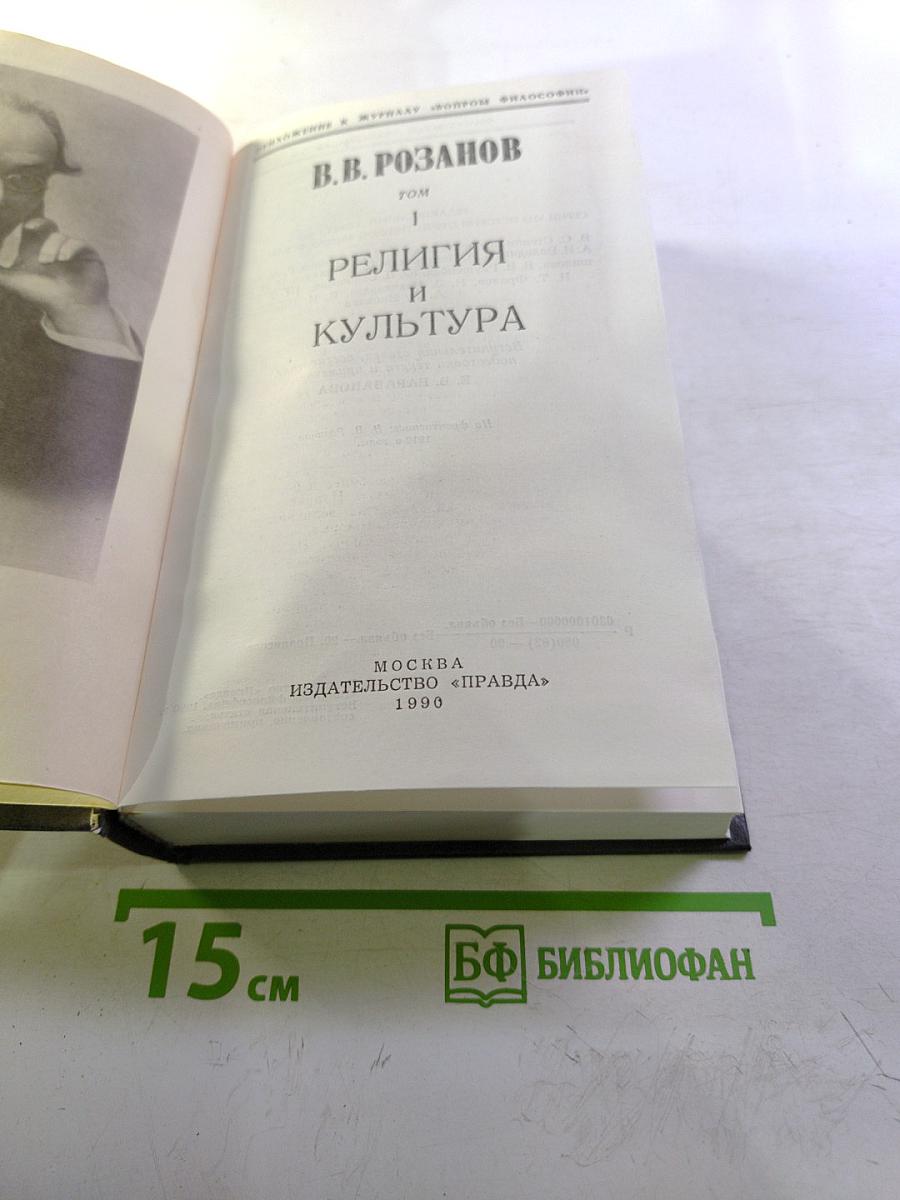 ПРИЛОЖЕНИЕ К ЖУРНАЛУ «ВОПРОСЫ ФИЛОСОФИИ»
В. В. РОЗАНОВ
ТОМ
1
РЕЛИГИЯ
И
КУЛЬТУРА
МОСКВА
ИЗДАТЕЛЬСТВО «ПРАВДА»
1990
15 см
БФ БИБЛИОФАН